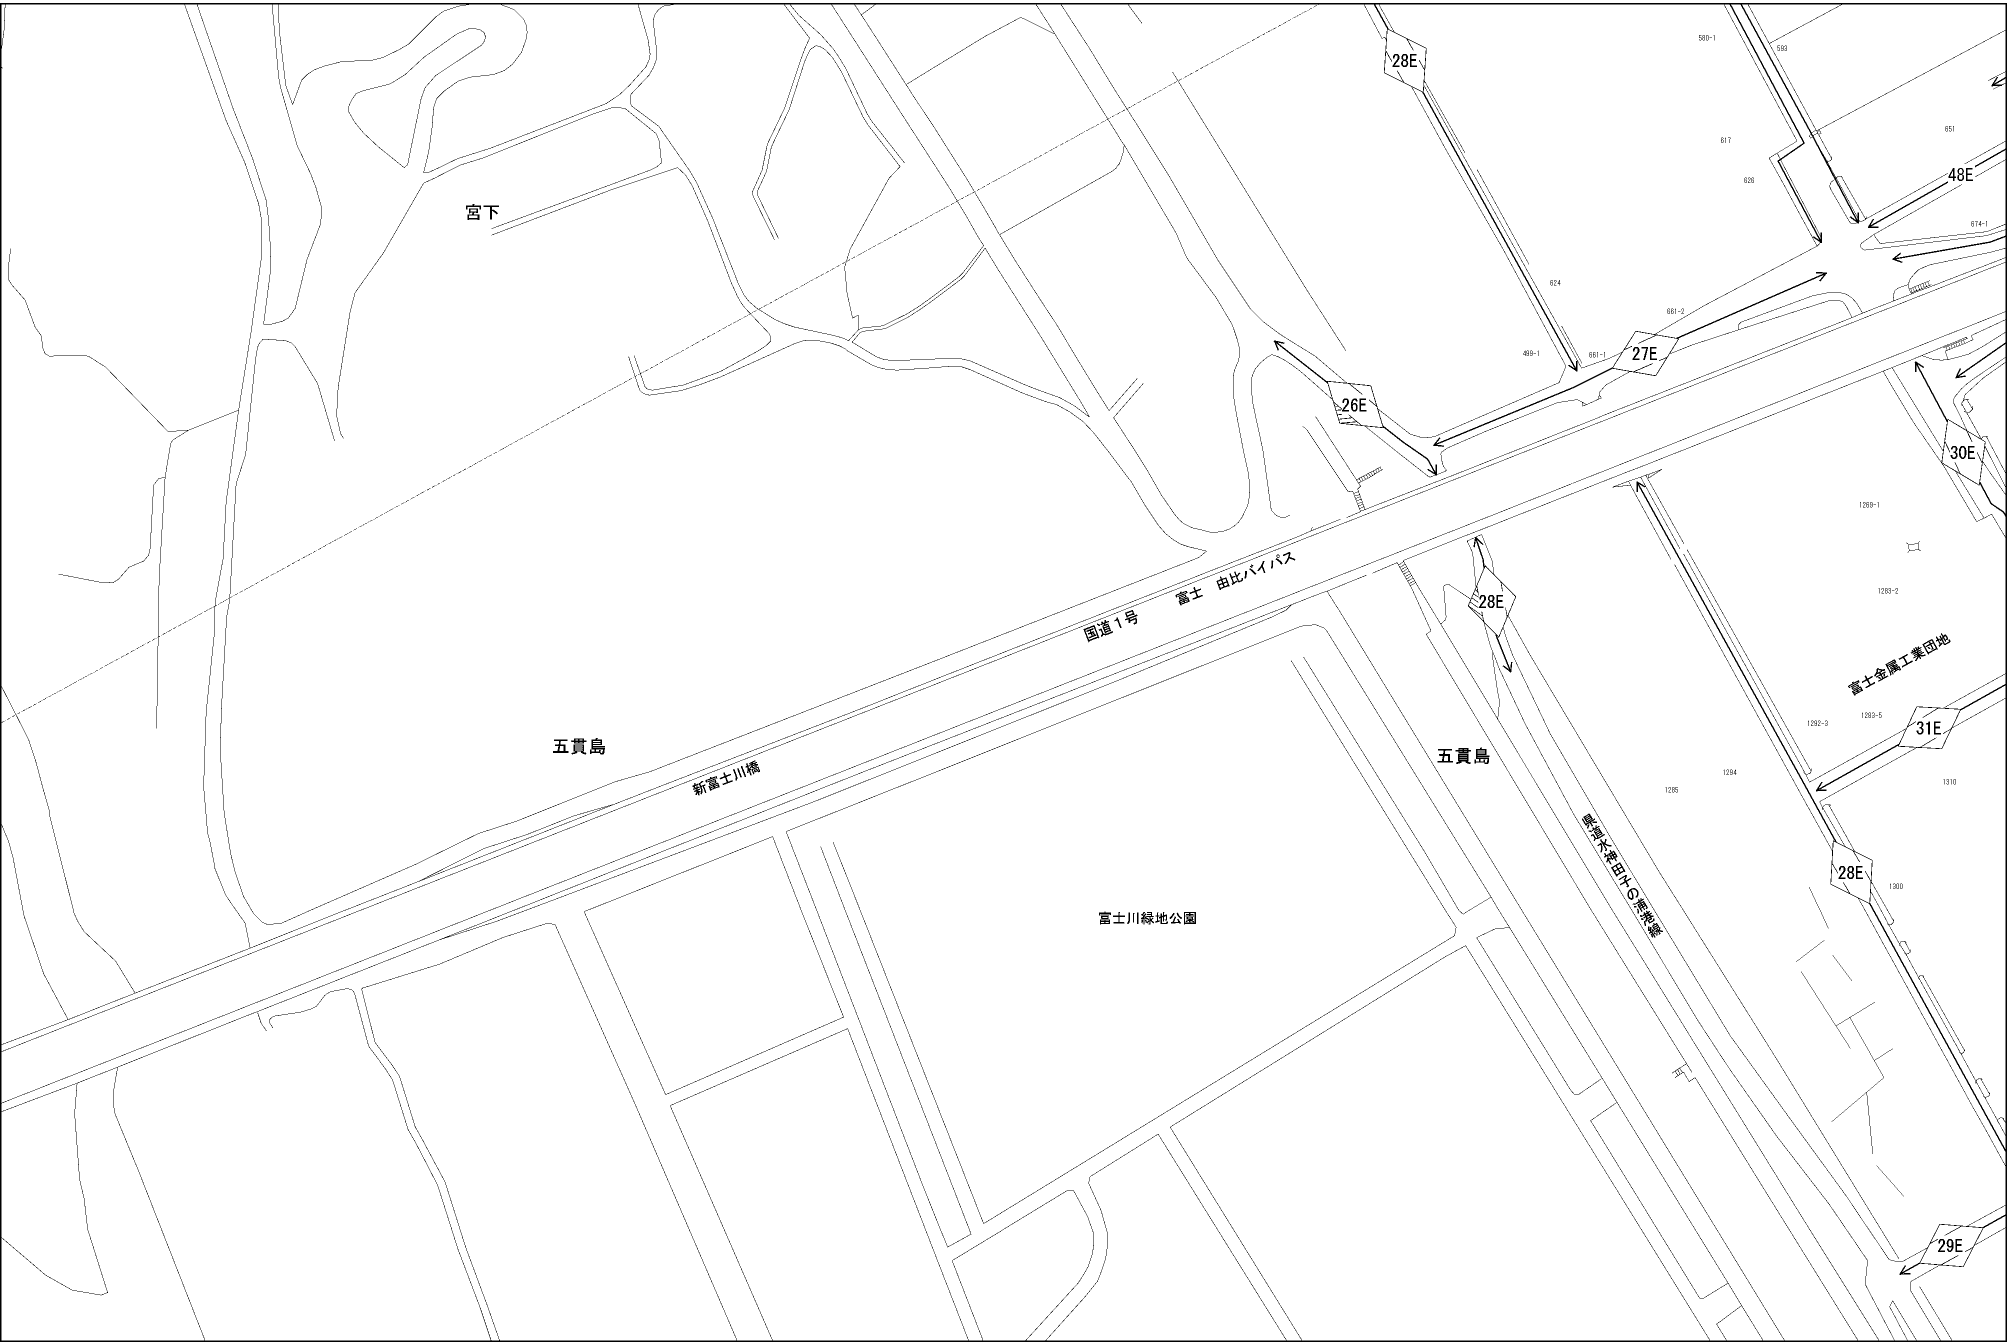 580-1
593
28E
651
617
48E
626
宮下
674-1
624
661-2
499-1
661-1
27E
26E
30E
1269-1
国道1号
富士 由比バイパス
1283-2
28E
富士金属工業団地
1292-3
1283-5
31E
五貫島
五貫島
新富士川橋
1294
1285
1310
県道水神田子の浦港線
28E
1300
富士川緑地公園
29E